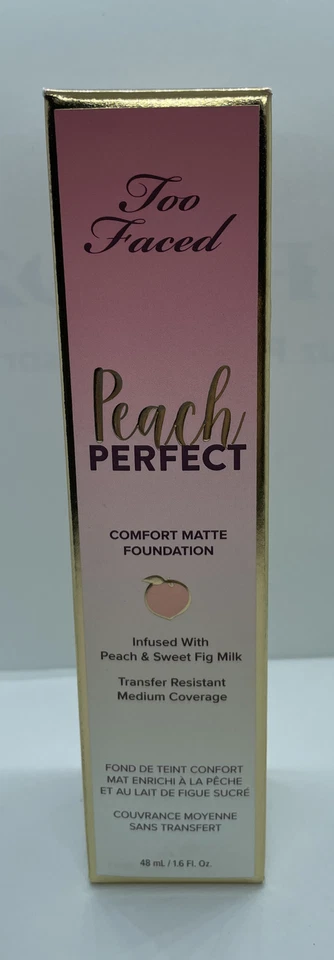 Too
Faced
Peach
PERFECT
COMFORT MATTE
FOUNDATION
Infused With
Peach & Sweet Fig Milk
Transfer Resistant
Medium Coverage
FOND DE TEINT CONFORT
MAT ENRICHI À LA PÊCHE
ET AU LAIT DE FIGUE SUCRÉ
COUVRANCE MOYENNE
SANS TRANSFERT
48 mL / 1.6 Fl. Oz.